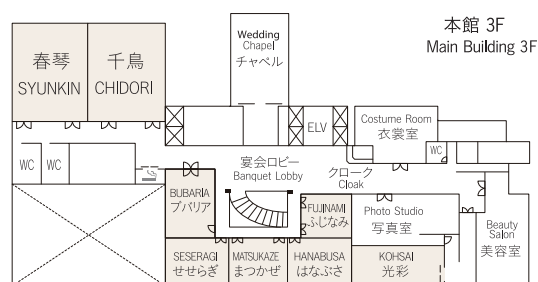 本館 3F
Main Building 3F
春琴
SYUNKIN
千鳥
CHIDORI
Wedding
Chapel
チャペル
ELV
Costume Room
衣裳室
WC
WC
WC
宴会ロビー
Banquet Lobby
クローク
Cloak
BUBARIA
ブバリア
FUJINAMI
ふじなみ
Photo Studio
写真室
Beauty
Salon
美容室
SESERAGI
せせらぎ
MATSUKAZE
まつかぜ
HANABUSA
はなぶさ
KOHSAI
光彩